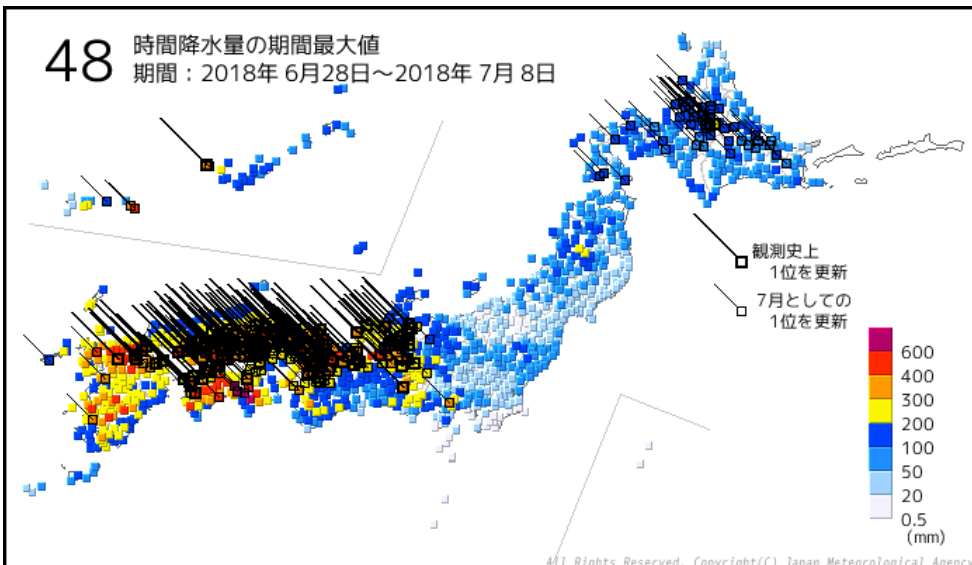 48 時間降水量の期間最大値
期間：2018年 6月28日～2018年 7月 8日
観測史上
1位を更新
7月としての
1位を更新
600
400
300
200
100
50
20
0.5
(mm)
All Rights Reserved. Copyright(C) Japan Meteorological Agency